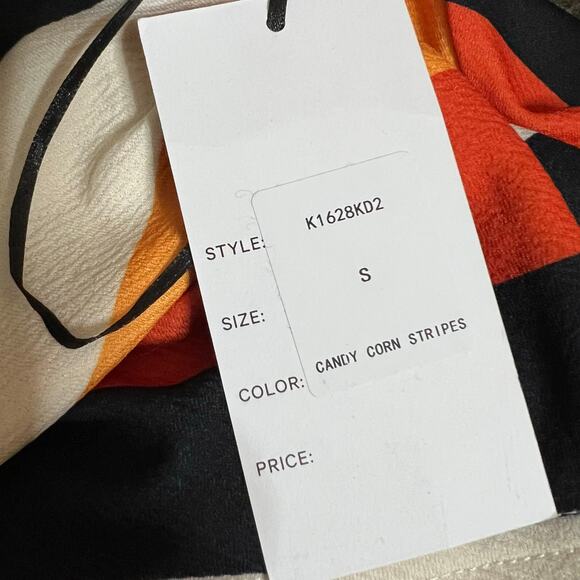 STYLE: K1628KD2
SIZE: S
COLOR: CANDY CORN STRIPES
PRICE: